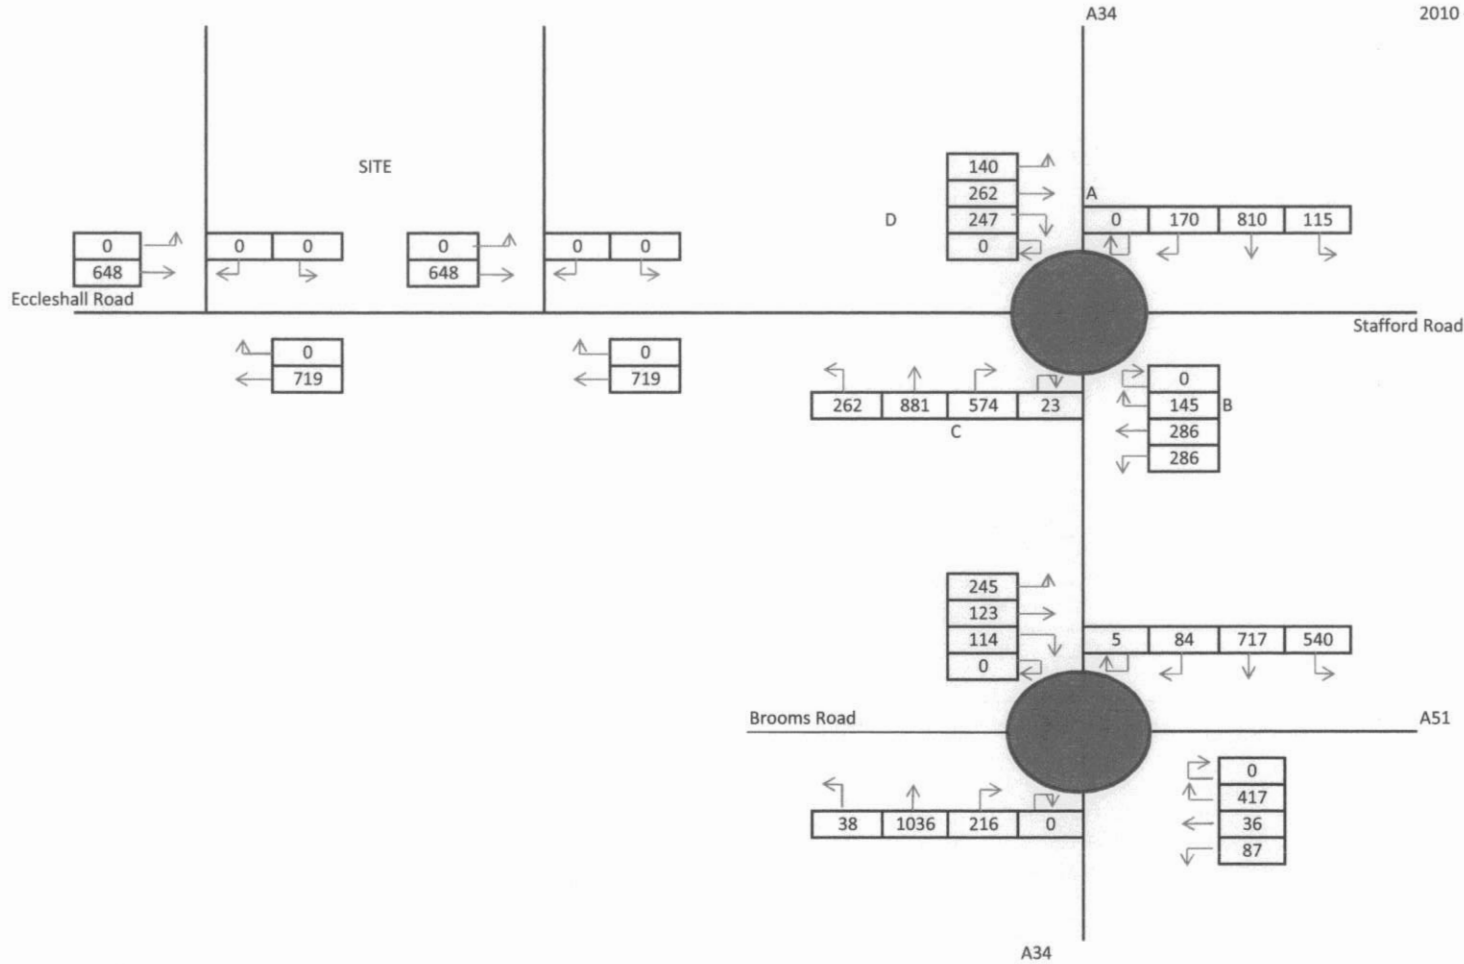 A34 2010
SITE
140
262
D 247 A
0 0 170 810 115
0 0 0 0 0 0
648 648
Eccleshall Road
Stafford Road
0 0
719 719
0
262 881 574 23 145 B
C 286
286
245
123
114 5 84 717 540
0
Brooms Road A51
0
38 1036 216 0 417
36
87
A34